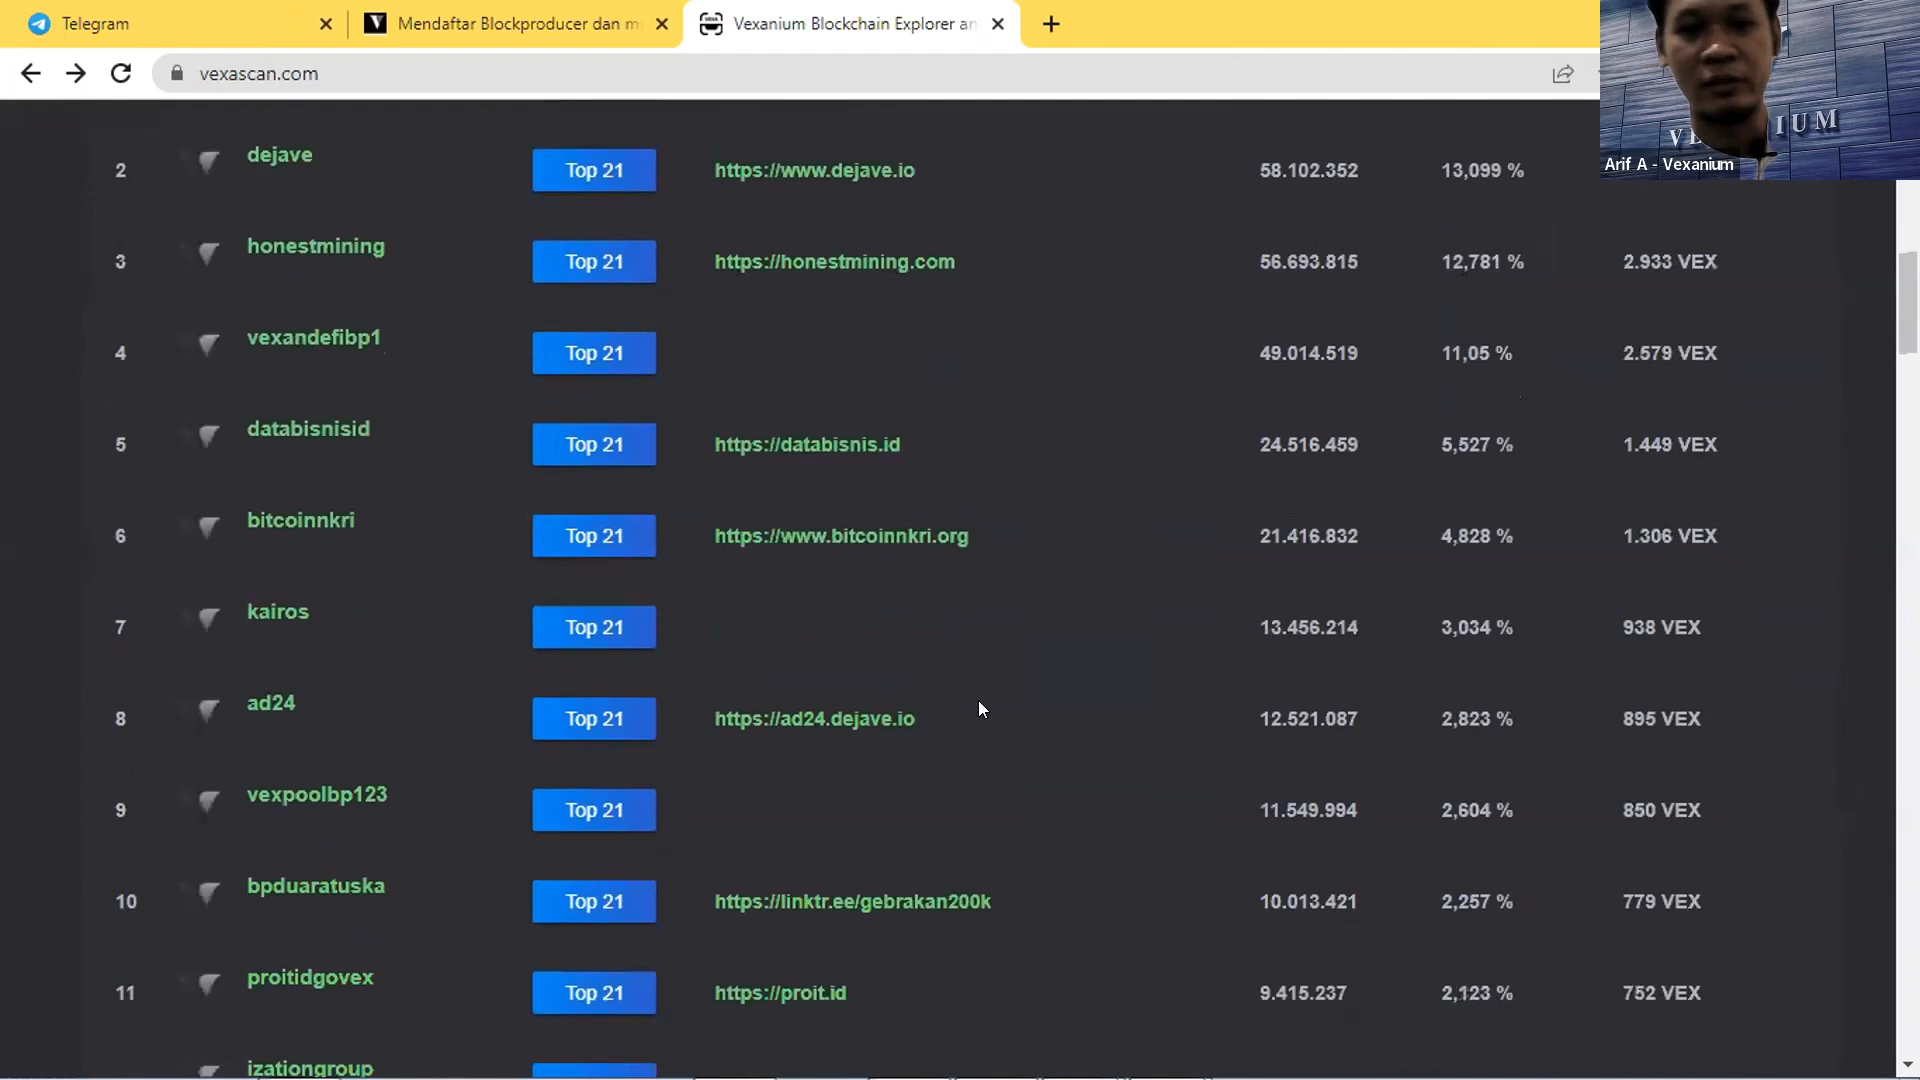 Telegram
Mendaftar Blockproducer dan m
Vexanium Blockchain Explorer an
vexascan.com
Arif A - Vexanium
2 dejave Top 21 https://www.dejave.io 58.102.352 13,099 %
3 honestmining Top 21 https://honestmining.com 56.693.815 12,781 % 2.933 VEX
4 vexandefibp1 Top 21 49.014.519 11,05 % 2.579 VEX
5 databisnisid Top 21 https://databisnis.id 24.516.459 5,527 % 1.449 VEX
6 bitcoinnkri Top 21 https://www.bitcoinnkri.org 21.416.832 4,828 % 1.306 VEX
7 kairos Top 21 13.456.214 3,034 % 938 VEX
8 ad24 Top 21 https://ad24.dejave.io 12.521.087 2,823 % 895 VEX
9 vexpoolbp123 Top 21 11.549.994 2,604 % 850 VEX
10 bpduaratuska Top 21 https://linktr.ee/gebrakan200k 10.013.421 2,257 % 779 VEX
11 proitidgovex Top 21 https://proit.id 9.415.237 2,123 % 752 VEX
izationgroup